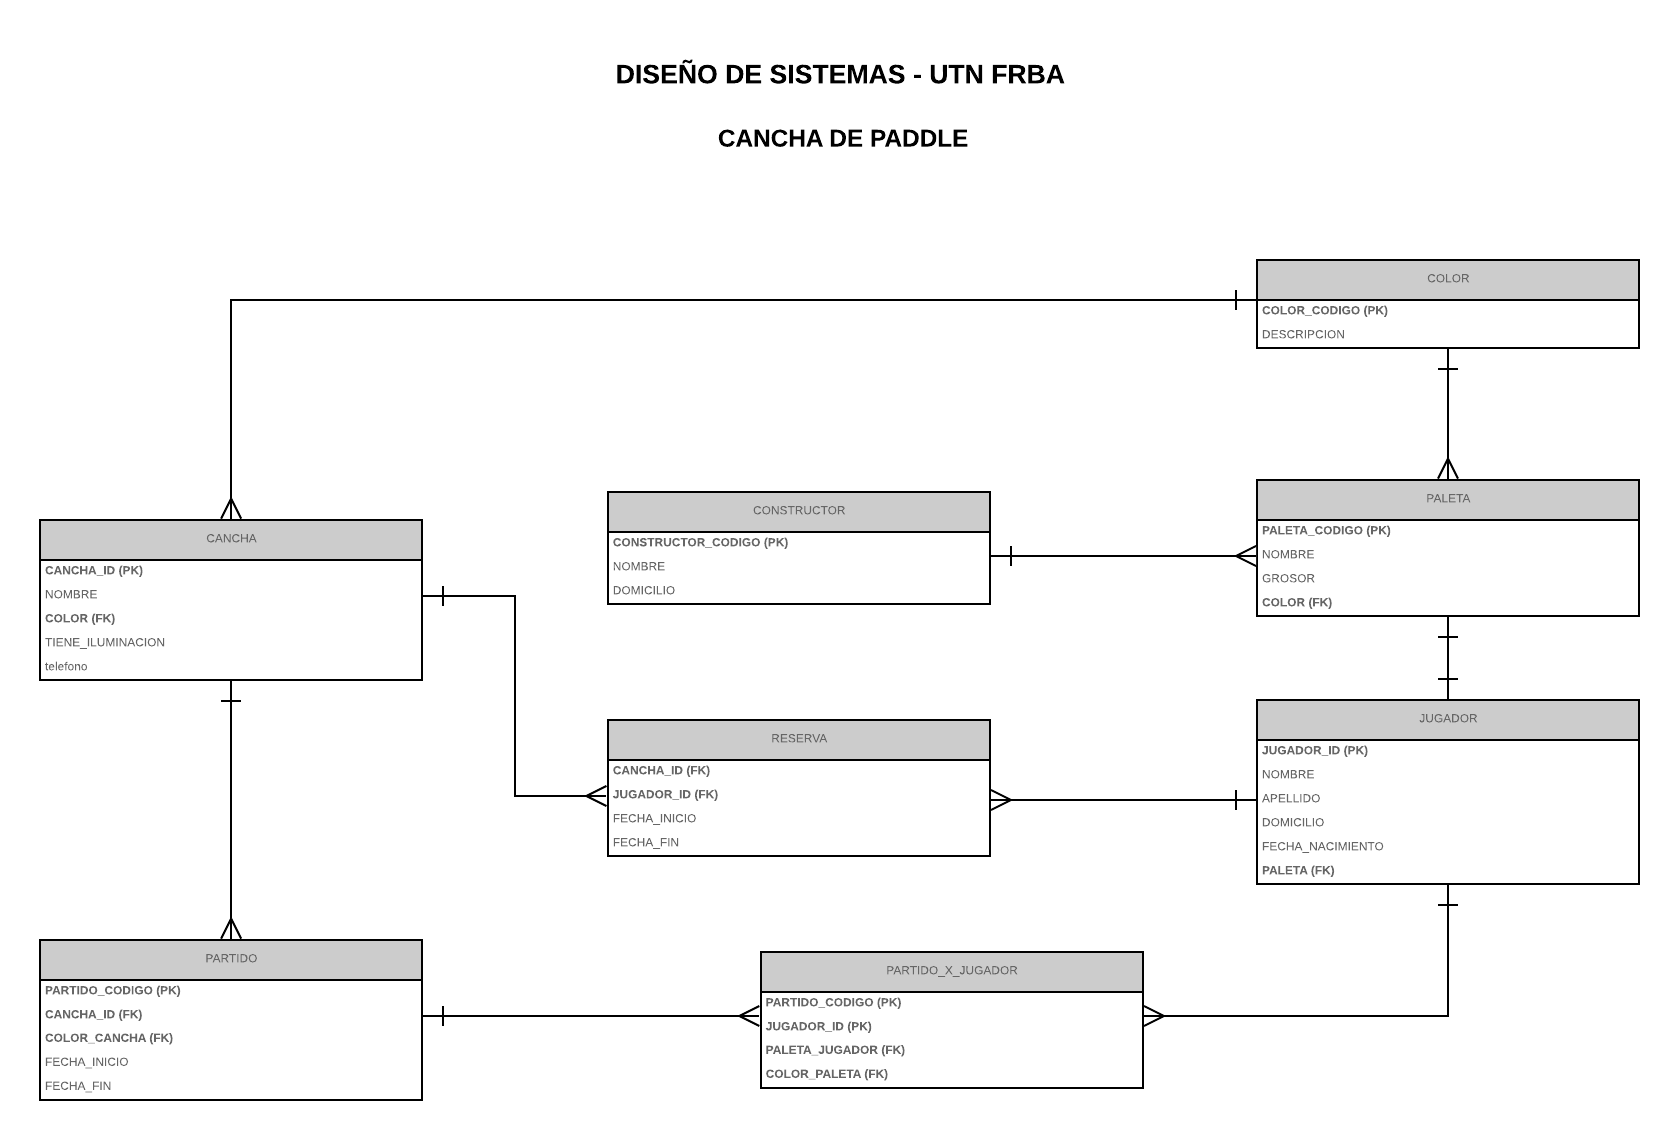 DISEÑO DE SISTEMAS - UTN FRBA
CANCHA DE PADDLE
COLOR
COLOR_CODIGO (PK)
DESCRIPCION
CANCHA
CANCHA_ID (PK)
NOMBRE
COLOR (FK)
TIENE_ILUMINACION
telefono
CONSTRUCTOR
CONSTRUCTOR_CODIGO (PK)
NOMBRE
DOMICILIO
PALETA
PALETA_CODIGO (PK)
NOMBRE
GROSOR
COLOR (FK)
RESERVA
CANCHA_ID (FK)
JUGADOR_ID (FK)
FECHA_INICIO
FECHA_FIN
JUGADOR
JUGADOR_ID (PK)
NOMBRE
APELLIDO
DOMICILIO
FECHA_NACIMIENTO
PALETA (FK)
PARTIDO
PARTIDO_CODIGO (PK)
CANCHA_ID (FK)
COLOR_CANCHA (FK)
FECHA_INICIO
FECHA_FIN
PARTIDO_X_JUGADOR
PARTIDO_CODIGO (PK)
JUGADOR_ID (PK)
PALETA_JUGADOR (FK)
COLOR_PALETA (FK)